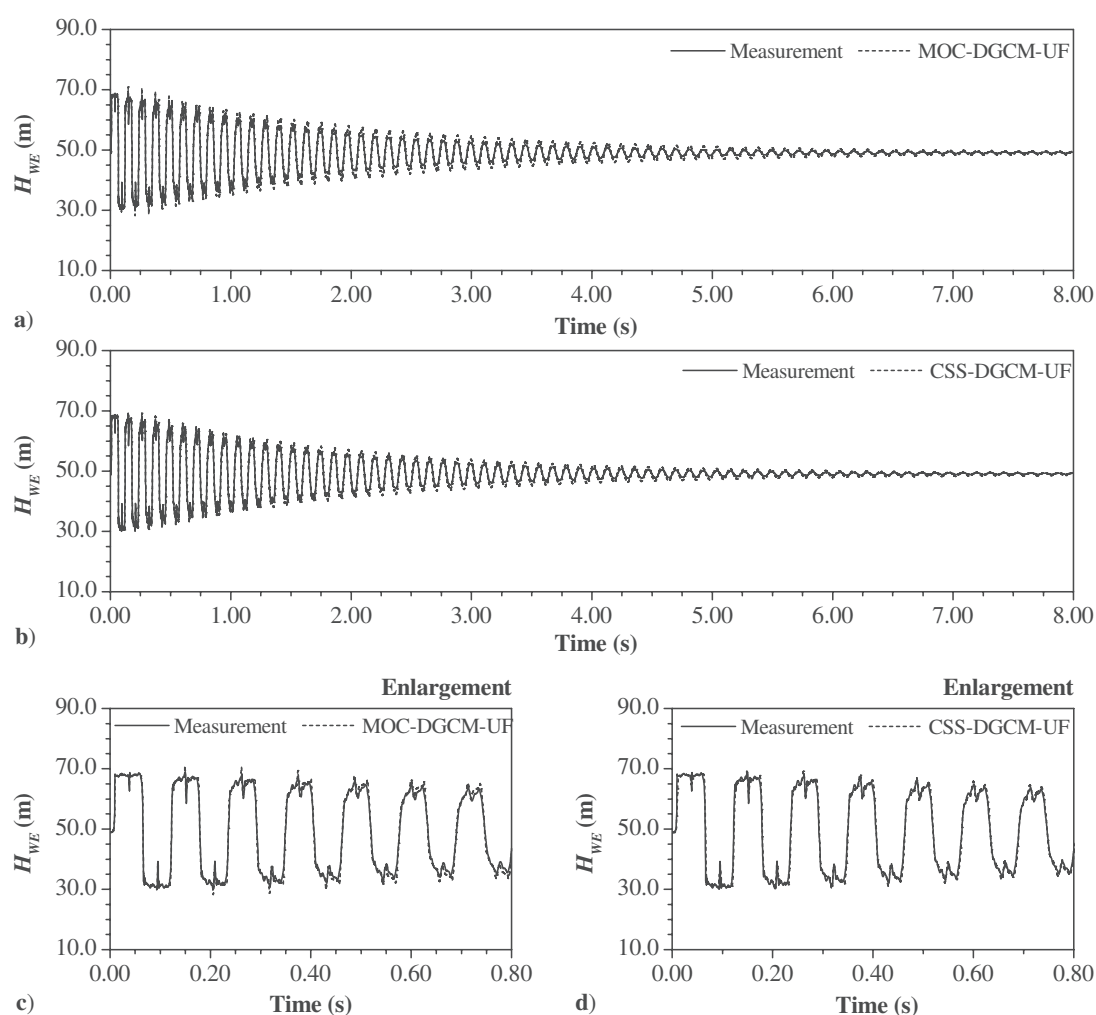 90.0
Measurement MOC-DGCM-UF
70.0
50.0
30.0
10.0
H_WE (m)
0.00 1.00 2.00 3.00 4.00 5.00 6.00 7.00 8.00
a) Time (s)
90.0
Measurement CSS-DGCM-UF
70.0
50.0
30.0
10.0
H_WE (m)
0.00 1.00 2.00 3.00 4.00 5.00 6.00 7.00 8.00
b) Time (s)
Enlargement
90.0
Measurement MOC-DGCM-UF
70.0
50.0
30.0
10.0
H_WE (m)
0.00 0.20 0.40 0.60 0.80
c) Time (s)
Enlargement
90.0
Measurement CSS-DGCM-UF
70.0
50.0
30.0
10.0
H_WE (m)
0.00 0.20 0.40 0.60 0.80
d) Time (s)